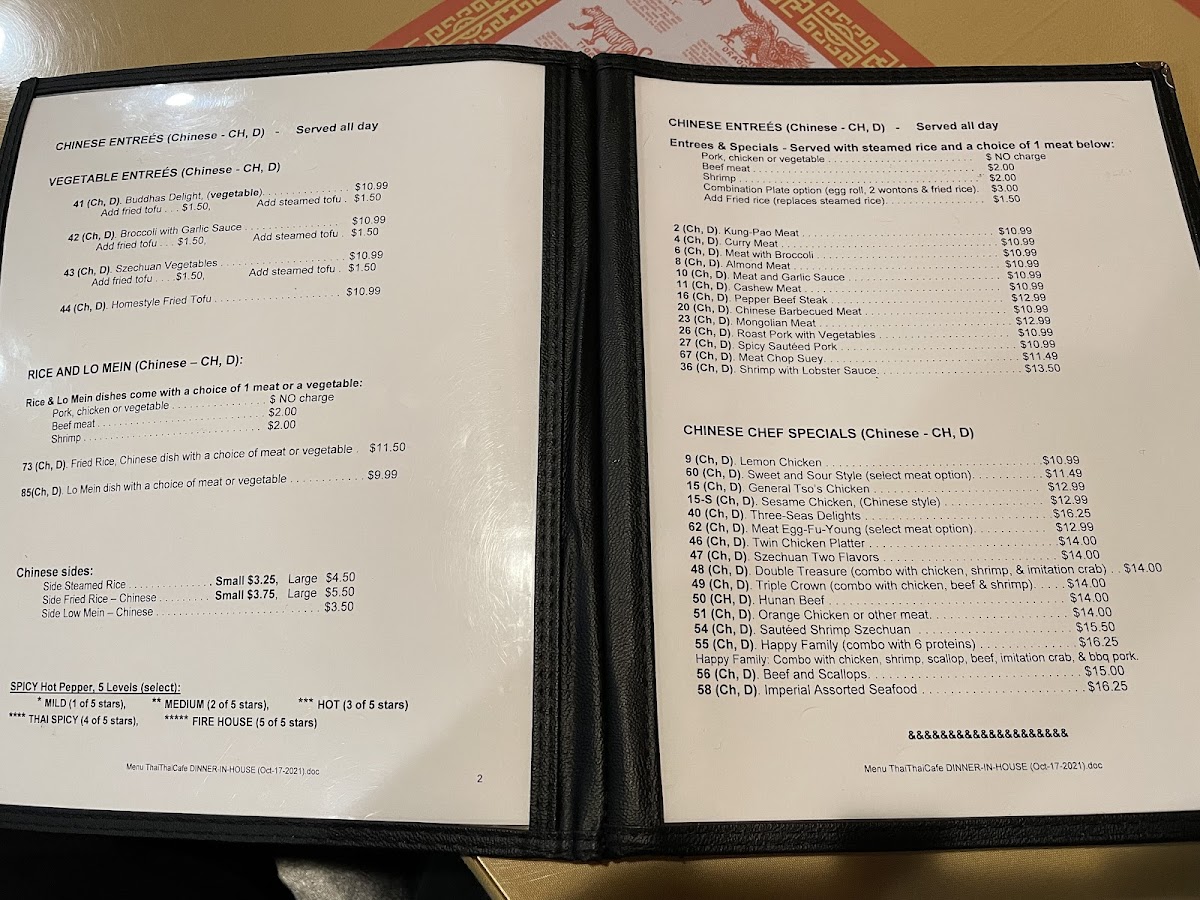 CHINESE ENTREÉS (Chinese - CH, D) - Served all day
VEGETABLE ENTREÉS (Chinese - CH, D)
41 (Ch, D). Buddhas Delight, (vegetable). . . . . . . . . . . . . . . $10.99
Add fried tofu . . . $1.50, Add steamed tofu . $1.50
42 (Ch, D). Broccoli with Garlic Sauce . . . . . . . . . . . . . . . . . $10.99
Add fried tofu . . . $1.50, Add steamed tofu . $1.50
43 (Ch, D). Szechuan Vegetables . . . . . . . . . . . . . . . . . . . . $10.99
Add fried tofu . . . . $1.50, Add steamed tofu . $1.50
44 (Ch, D). Homestyle Fried Tofu . . . . . . . . . . . . . . . . . . . . $10.99
RICE AND LO MEIN (Chinese – CH, D):
Rice & Lo Mein dishes come with a choice of 1 meat or a vegetable:
Pork, chicken or vegetable . . . . . . . . . . . . . . . $ NO charge
Beef meat . . . . . . . . . . . . . . . . . . . . . . . . . . . $2.00
Shrimp . . . . . . . . . . . . . . . . . . . . . . . . . . . . . $2.00
73 (Ch, D). Fried Rice, Chinese dish with a choice of meat or vegetable . $11.50
85(Ch, D). Lo Mein dish with a choice of meat or vegetable . . . . . . . . . . . . $9.99
Chinese sides:
Side Steamed Rice . . . . . . . . . . . . . Small $3.25, Large $4.50
Side Fried Rice – Chinese . . . . . . . . . Small $3.75, Large $5.50
Side Low Mein – Chinese . . . . . . . . . . . . . . . . . . . . . . . . . . $3.50
SPICY Hot Pepper, 5 Levels (select):
* MILD (1 of 5 stars), ** MEDIUM (2 of 5 stars), *** HOT (3 of 5 stars)
**** THAI SPICY (4 of 5 stars), ***** FIRE HOUSE (5 of 5 stars)
Menu ThaiThaiCafe DINNER-IN-HOUSE (Oct-17-2021).doc
2
CHINESE ENTREÉS (Chinese - CH, D) - Served all day
Entrees & Specials - Served with steamed rice and a choice of 1 meat below:
Pork, chicken or vegetable . . . . . . . . . . . . . . . . . . . . . . . $ NO charge
Beef meat . . . . . . . . . . . . . . . . . . . . . . . . . . . . . . . . . . . $2.00
Shrimp . . . . . . . . . . . . . . . . . . . . . . . . . . . . . . . . . . . . . $2.00
Combination Plate option (egg roll, 2 wontons & fried rice). $3.00
Add Fried rice (replaces steamed rice). . . . . . . . . . . . . . . . $1.50
2 (Ch, D). Kung-Pao Meat . . . . . . . . . . . . . . . . . . . . . . . . . . . . . $10.99
4 (Ch, D). Curry Meat . . . . . . . . . . . . . . . . . . . . . . . . . . . . . . . . $10.99
6 (Ch, D). Meat with Broccoli . . . . . . . . . . . . . . . . . . . . . . . . . . $10.99
8 (Ch, D). Almond Meat . . . . . . . . . . . . . . . . . . . . . . . . . . . . . . $10.99
10 (Ch, D). Meat and Garlic Sauce . . . . . . . . . . . . . . . . . . . . . . $10.99
11 (Ch, D). Cashew Meat . . . . . . . . . . . . . . . . . . . . . . . . . . . . . $10.99
16 (Ch, D). Pepper Beef Steak . . . . . . . . . . . . . . . . . . . . . . . . . $12.99
20 (Ch, D). Chinese Barbecued Meat . . . . . . . . . . . . . . . . . . . . $10.99
23 (Ch, D). Mongolian Meat . . . . . . . . . . . . . . . . . . . . . . . . . . . $12.99
26 (Ch, D). Roast Pork with Vegetables . . . . . . . . . . . . . . . . . . $10.99
27 (Ch, D). Spicy Sautéed Pork . . . . . . . . . . . . . . . . . . . . . . . . $10.99
67 (Ch, D). Meat Chop Suey. . . . . . . . . . . . . . . . . . . . . . . . . . . $11.49
36 (Ch, D). Shrimp with Lobster Sauce. . . . . . . . . . . . . . . . . . . $13.50
CHINESE CHEF SPECIALS (Chinese - CH, D)
9 (Ch, D). Lemon Chicken . . . . . . . . . . . . . . . . . . . . . . . . . . . . . $10.99
60 (Ch, D). Sweet and Sour Style (select meat option). . . . . . . . . $11.49
15 (Ch, D). General Tso's Chicken . . . . . . . . . . . . . . . . . . . . . . . $12.99
15-S (Ch, D). Sesame Chicken, (Chinese style) . . . . . . . . . . . . . $12.99
40 (Ch, D). Three-Seas Delights . . . . . . . . . . . . . . . . . . . . . . . . $16.25
62 (Ch, D). Meat Egg-Fu-Young (select meat option). . . . . . . . . . $12.99
46 (Ch, D). Twin Chicken Platter . . . . . . . . . . . . . . . . . . . . . . . . $14.00
47 (Ch, D). Szechuan Two Flavors . . . . . . . . . . . . . . . . . . . . . . $14.00
48 (Ch, D). Double Treasure (combo with chicken, shrimp, & imitation crab) . . $14.00
49 (Ch, D). Triple Crown (combo with chicken, beef & shrimp). . . . . $14.00
50 (Ch, D). Hunan Beef . . . . . . . . . . . . . . . . . . . . . . . . . . . . . . . $14.00
51 (Ch, D). Orange Chicken or other meat. . . . . . . . . . . . . . . . . . $14.00
54 (Ch, D). Sautéed Shrimp Szechuan . . . . . . . . . . . . . . . . . . . . $15.50
55 (Ch, D). Happy Family (combo with 6 proteins) . . . . . . . . . . . . $16.25
Happy Family: Combo with chicken, shrimp, scallop, beef, imitation crab, & bbq pork.
56 (Ch, D). Beef and Scallops. . . . . . . . . . . . . . . . . . . . . . . . . . $15.00
58 (Ch, D). Imperial Assorted Seafood . . . . . . . . . . . . . . . . . . . . $16.25
&&&&&&&&&&&&&&&&&&&&
Menu ThaiThaiCafe DINNER-IN-HOUSE (Oct-17-2021).doc